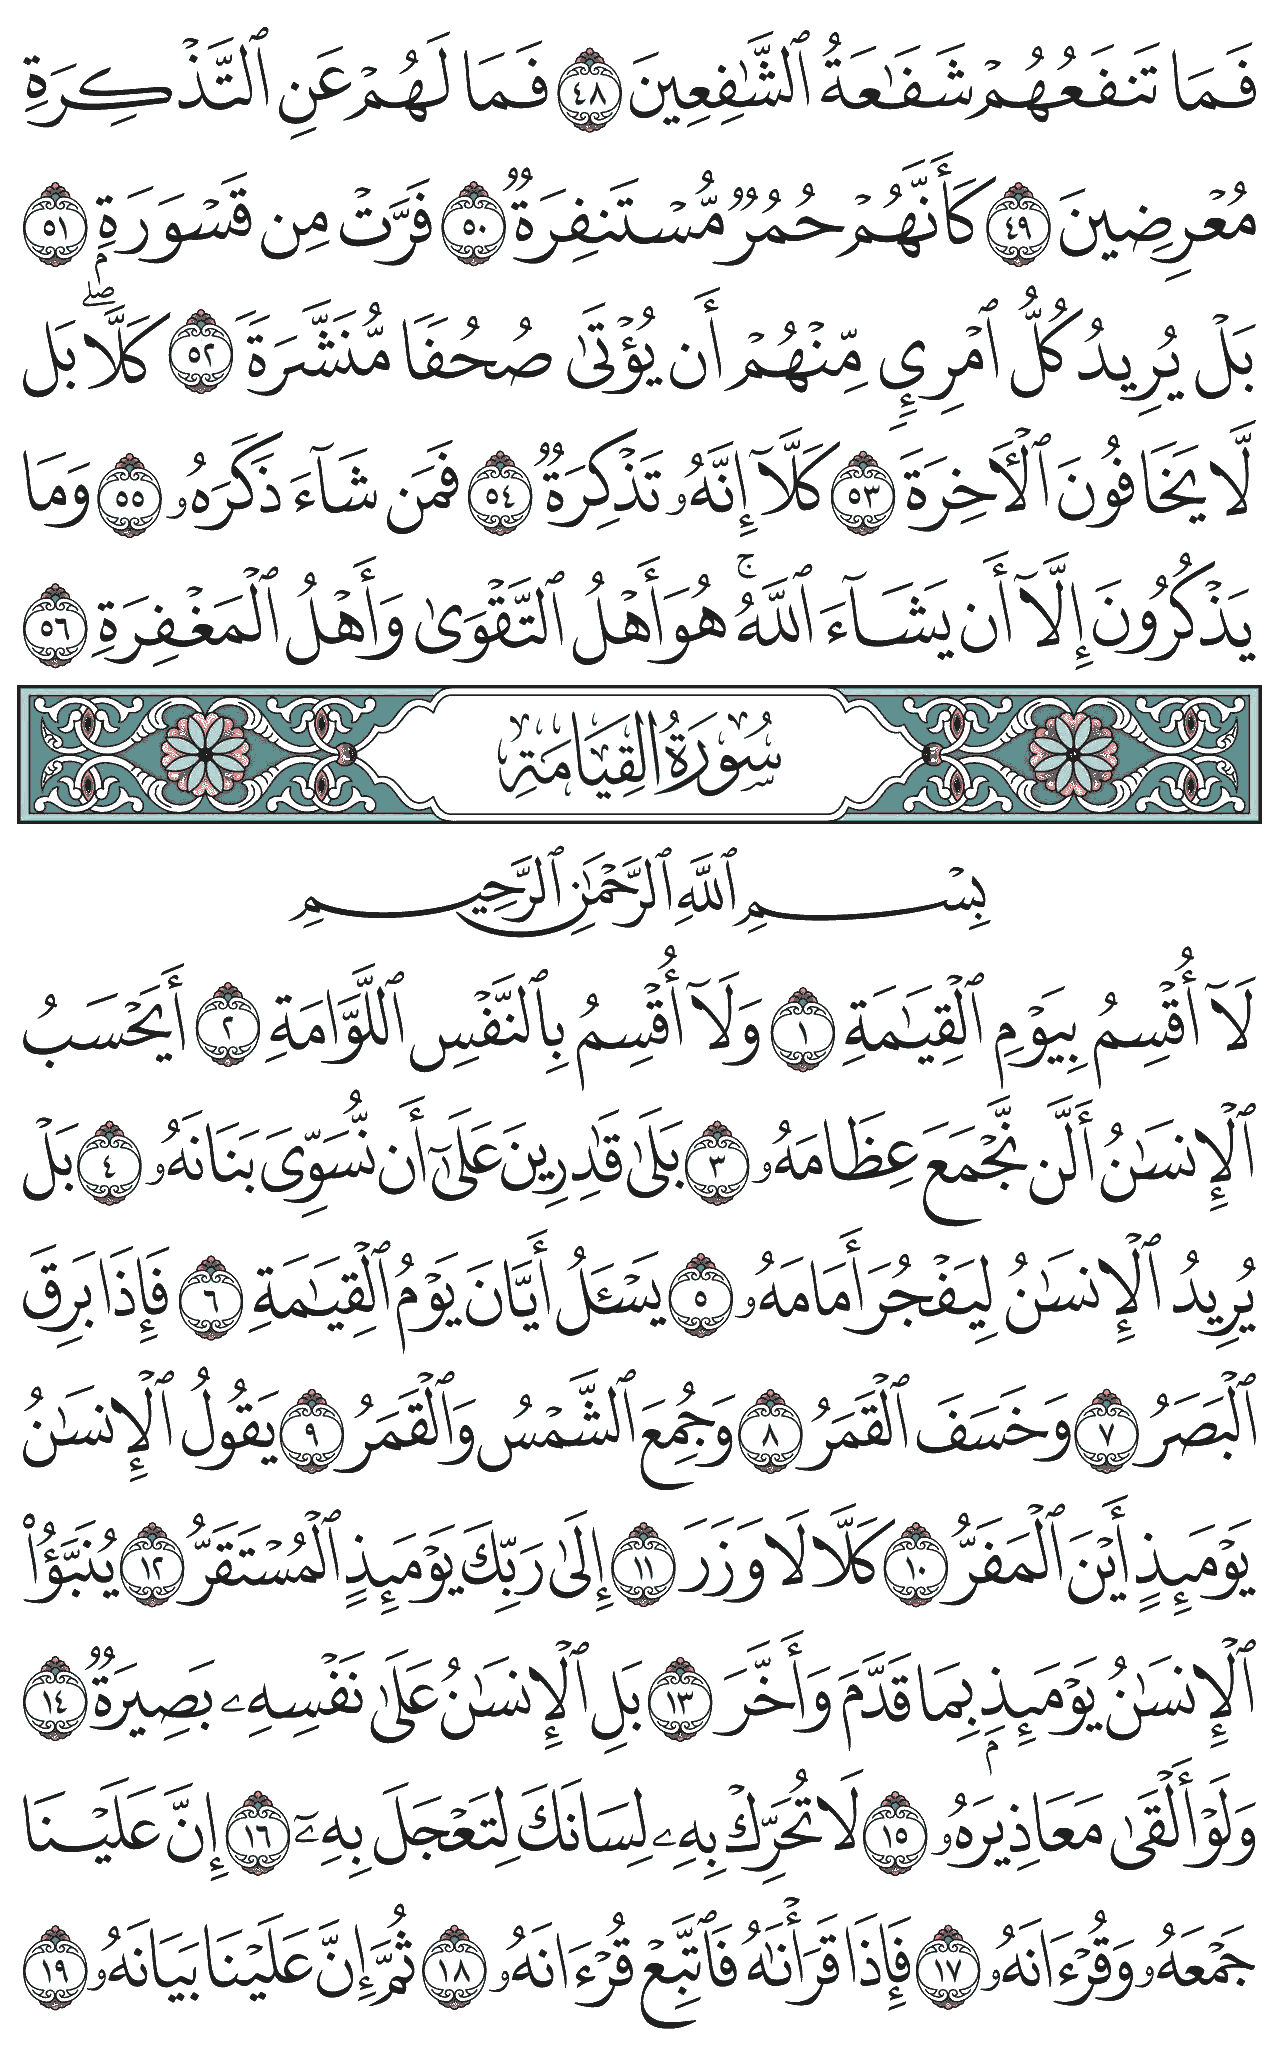 فَمَا تَنفَعُهُمۡ شَفَٰعَةُ ٱلشَّٰفِعِينَ ٤٨ فَمَا لَهُمۡ عَنِ ٱلتَّذۡكِرَةِ
مُعۡرِضِينَ ٤٩ كَأَنَّهُمۡ حُمُرٞ مُّسۡتَنفِرَةٞ ٥٠ فَرَّتۡ مِن قَسۡوَرَةِۭ ٥١
بَلۡ يُرِيدُ كُلُّ ٱمۡرِيٕٖ مِّنۡهُمۡ أَن يُؤۡتَىٰ صُحُفٗا مُّنَشَّرَةٗ ٥٢ كَلَّاۖ بَل
لَّا يَخَافُونَ ٱلۡأٓخِرَةَ ٥٣ كَلَّآ إِنَّهُۥ تَذۡكِرَةٞ ٥٤ فَمَن شَآءَ ذَكَرَهُۥ ٥٥ وَمَا
يَذۡكُرُونَ إِلَّآ أَن يَشَآءَ ٱللَّهُۚ هُوَ أَهۡلُ ٱلتَّقۡوَىٰ وَأَهۡلُ ٱلۡمَغۡفِرَةِ ٥٦
سُورَةُ القِيَامَةِ
بِسۡمِ ٱللَّهِ ٱلرَّحۡمَٰنِ ٱلرَّحِيمِ
لَآ أُقۡسِمُ بِيَوۡمِ ٱلۡقِيَٰمَةِ ١ وَلَآ أُقۡسِمُ بِٱلنَّفۡسِ ٱللَّوَّامَةِ ٢ أَيَحۡسَبُ
ٱلۡإِنسَٰنُ أَلَّن نَّجۡمَعَ عِظَامَهُۥ ٣ بَلَىٰ قَٰدِرِينَ عَلَىٰٓ أَن نُّسَوِّيَ بَنَانَهُۥ ٤ بَلۡ
يُرِيدُ ٱلۡإِنسَٰنُ لِيَفۡجُرَ أَمَامَهُۥ ٥ يَسۡـَٔلُ أَيَّانَ يَوۡمُ ٱلۡقِيَٰمَةِ ٦ فَإِذَا بَرِقَ
ٱلۡبَصَرُ ٧ وَخَسَفَ ٱلۡقَمَرُ ٨ وَجُمِعَ ٱلشَّمۡسُ وَٱلۡقَمَرُ ٩ يَقُولُ ٱلۡإِنسَٰنُ
يَوۡمَئِذٍ أَيۡنَ ٱلۡمَفَرُّ ١٠ كَلَّا لَا وَزَرَ ١١ إِلَىٰ رَبِّكَ يَوۡمَئِذٍ ٱلۡمُسۡتَقَرُّ ١٢ يُنَبَّؤُاْ
ٱلۡإِنسَٰنُ يَوۡمَئِذِۭ بِمَا قَدَّمَ وَأَخَّرَ ١٣ بَلِ ٱلۡإِنسَٰنُ عَلَىٰ نَفۡسِهِۦ بَصِيرَةٞ ١٤
وَلَوۡ أَلۡقَىٰ مَعَاذِيرَهُۥ ١٥ لَا تُحَرِّكۡ بِهِۦ لِسَانَكَ لِتَعۡجَلَ بِهِۦٓ ١٦ إِنَّ عَلَيۡنَا
جَمۡعَهُۥ وَقُرۡءَانَهُۥ ١٧ فَإِذَا قَرَأۡنَٰهُ فَٱتَّبِعۡ قُرۡءَانَهُۥ ١٨ ثُمَّ إِنَّ عَلَيۡنَا بَيَانَهُۥ ١٩